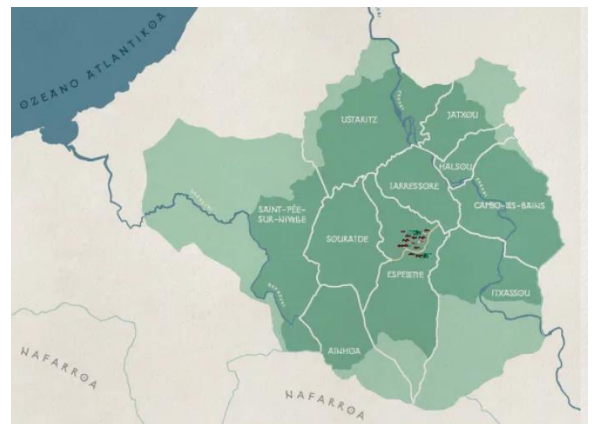 OZEANO ATLANTIKOA
USTARITZ
JATXOU
HALSOU
LARRESSORE
CAMBO-LES-BAINS
SAINT-PÉE-
SUR-NIVELLE
SOURAIDE
ESPELETTE
ITXASSOU
AINHOA
NAFARROA
NAFARROA